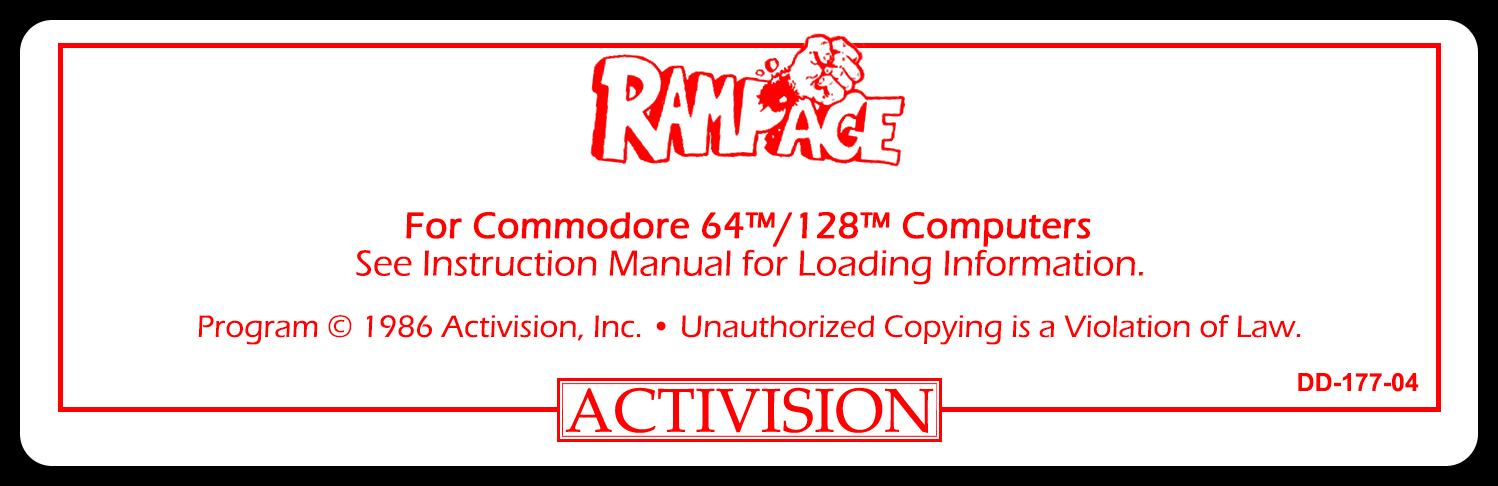 RAMPAGE
For Commodore 64™/128™ Computers
See Instruction Manual for Loading Information.
Program © 1986 Activision, Inc. • Unauthorized Copying is a Violation of Law.
DD-177-04
ACTIVISION